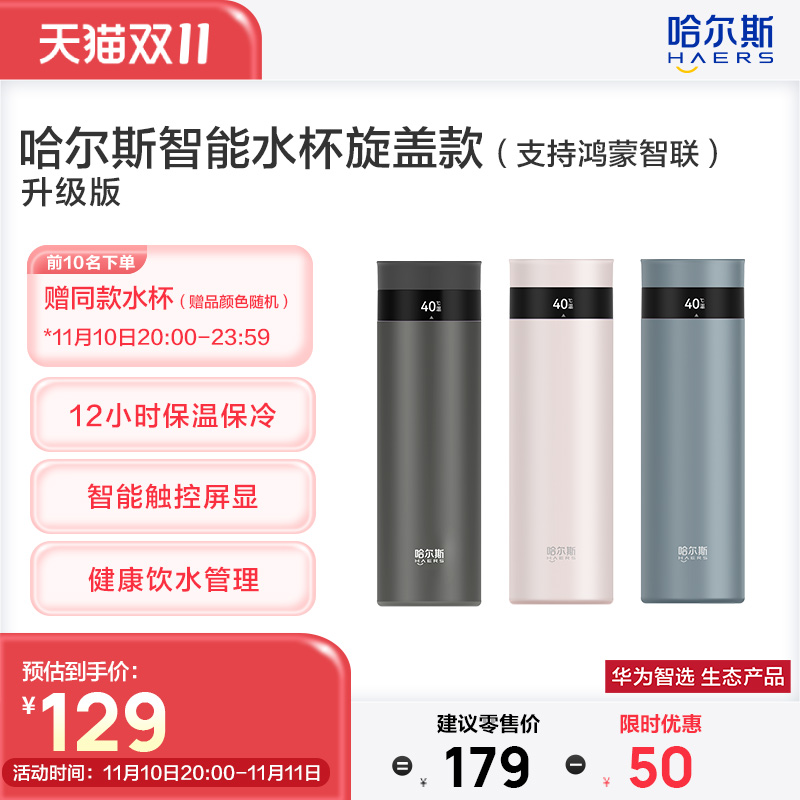 天猫双11
哈尔斯
HAERS
哈尔斯智能水杯旋盖款（支持鸿蒙智联）
升级版
前10名下单
赠同款水杯（赠品颜色随机）
*11月10日20:00-23:59
12小时保温保冷
智能触控屏显
健康饮水管理
40℃
40℃
40℃
哈尔斯
HAERS
哈尔斯
HAERS
哈尔斯
HAERS
华为智选 生态产品
预估到手价：
¥129
活动时间：11月10日20:00-11月11日
建议零售价
限时优惠
= ¥179 - ¥50